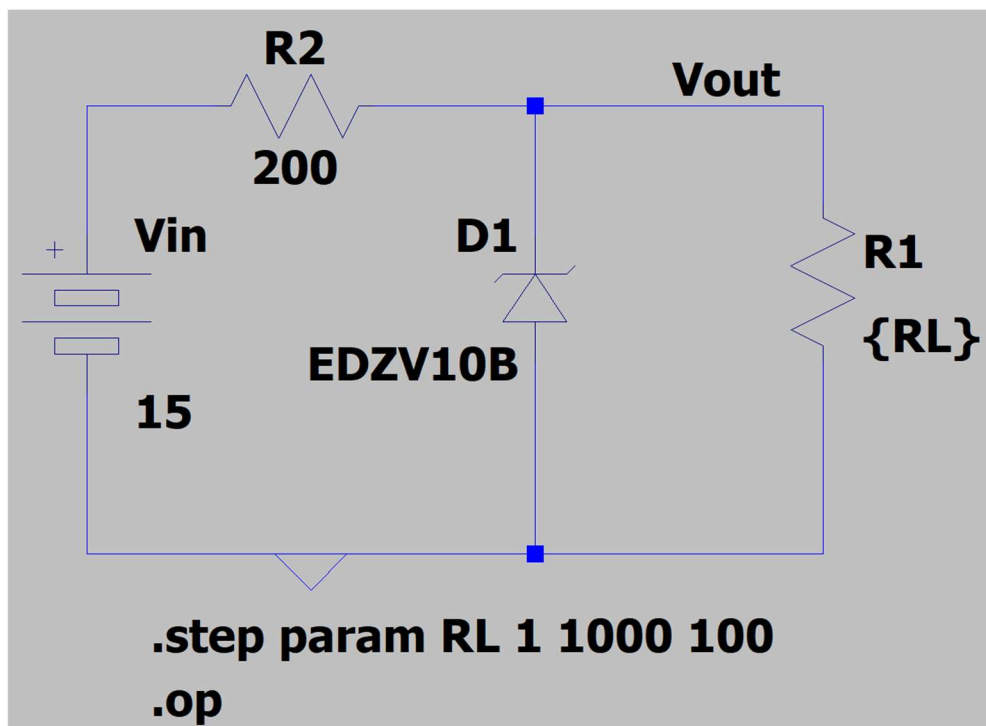 R2
200
Vout
+
Vin
15
D1
EDZV10B
R1
{RL}
.step param RL 1 1000 100
.op